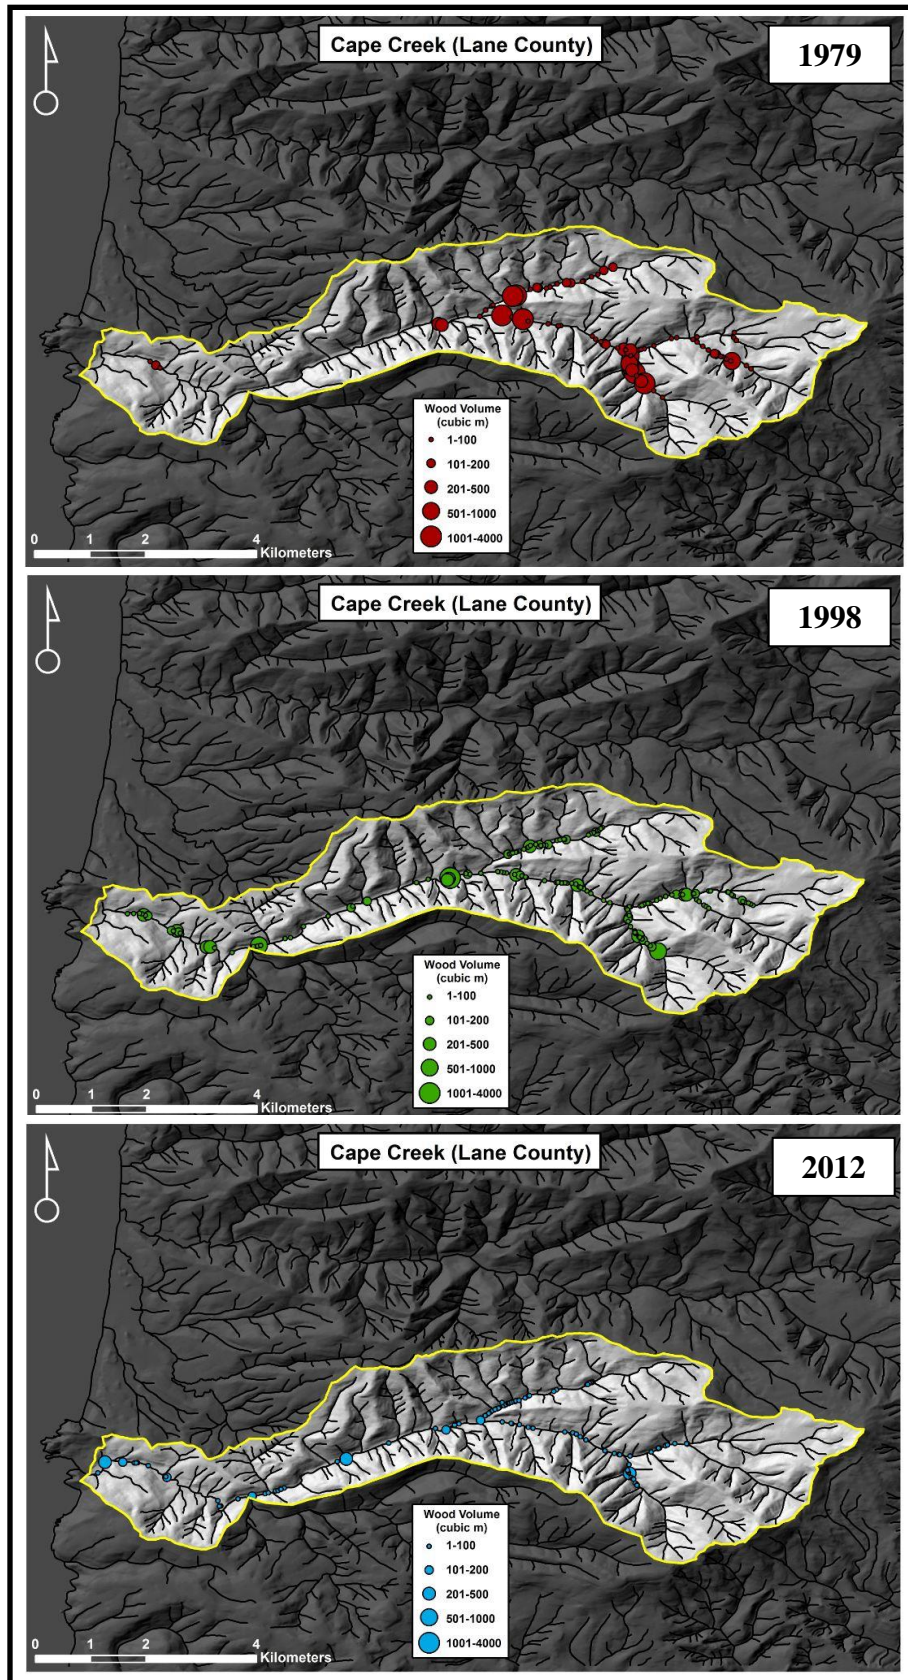 Cape Creek (Lane County)
1979
Wood Volume
(cubic m)
1-100
101-200
201-500
501-1000
1001-4000
0 2 4
Kilometers
Cape Creek (Lane County)
1998
Wood Volume
(cubic m)
1-100
101-200
201-500
501-1000
1001-4000
0 2 4
Kilometers
Cape Creek (Lane County)
2012
Wood Volume
(cubic m)
1-100
101-200
201-500
501-1000
1001-4000
0 2 4
Kilometers